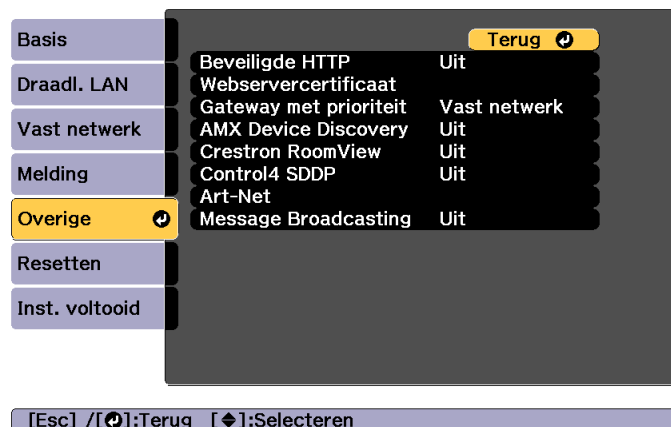 Basis
Draadl. LAN
Vast netwerk
Melding
Overige
Resetten
Inst. voltooid
Terug
Beveiligde HTTP Uit
Webservercertificaat
Gateway met prioriteit Vast netwerk
AMX Device Discovery Uit
Crestron RoomView Uit
Control4 SDDP Uit
Art-Net
Message Broadcasting Uit
[Esc] /[ ]:Terug [ ]:Selecteren